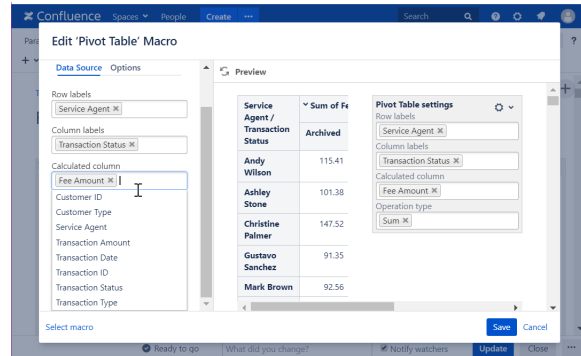 Confluence Spaces People Create ··· Search
Edit 'Pivot Table' Macro
?
Data Source Options
Row labels
Service Agent ×
Column labels
Transaction Status ×
Calculated column
Fee Amount ×
Customer ID
Customer Type
Service Agent
Transaction Amount
Transaction Date
Transaction ID
Transaction Status
Transaction Type
Preview
Service Agent / Transaction Status
Sum of Fe
Archived
Andy Wilson 115.41
Ashley Stone 101.38
Christine Palmer 147.52
Gustavo Sanchez 91.35
Mark Brown 92.56
Pivot Table settings
Row labels
Service Agent ×
Column labels
Transaction Status ×
Calculated column
Fee Amount ×
Operation type
Sum ×
Select macro Save Cancel
Ready to go What did you change? Notify watchers Update Close ···